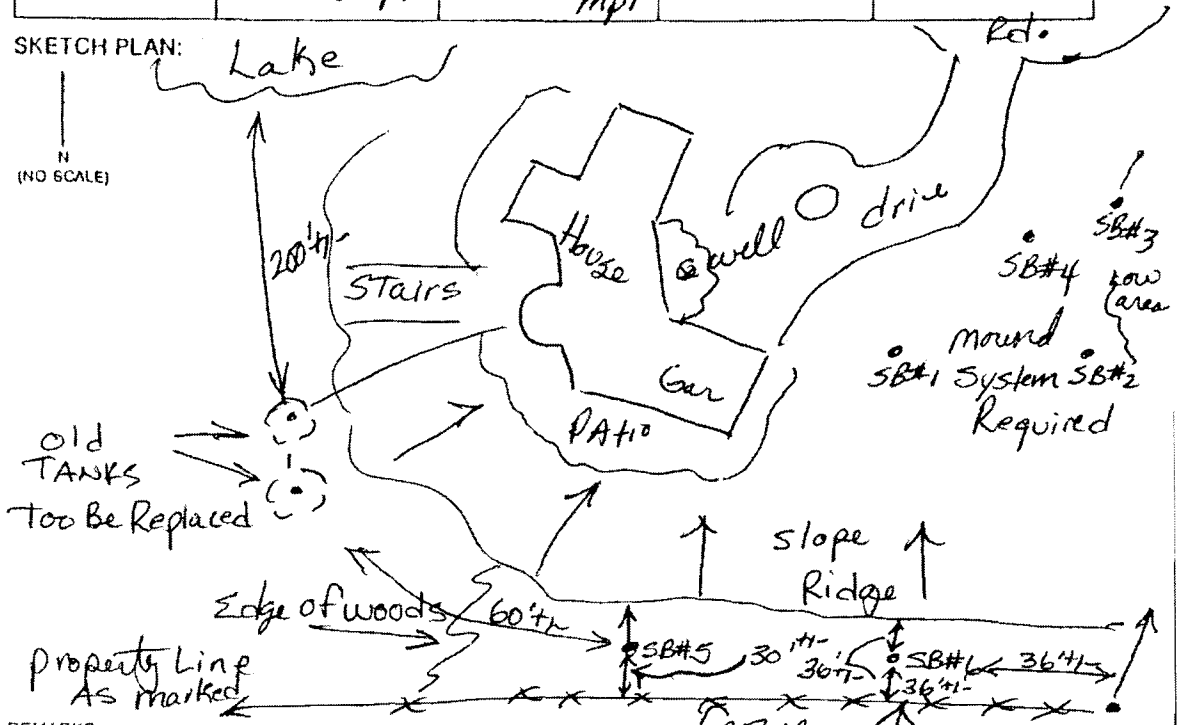 mpi
SKETCH PLAN:
Lake
Rd.
N
(NO SCALE)
200'+/-
Stairs
House
well
drive
SB#3
SB#4
Low
area
mound
SB#1 System SB#2
Required
Gar
PAtio
old
TANKS
Too Be Replaced
Slope
Ridge
Edge of woods
60'+/-
SB#5
30'+/-
36'+/-
36'+/-
36'+/-
property Line
As marked